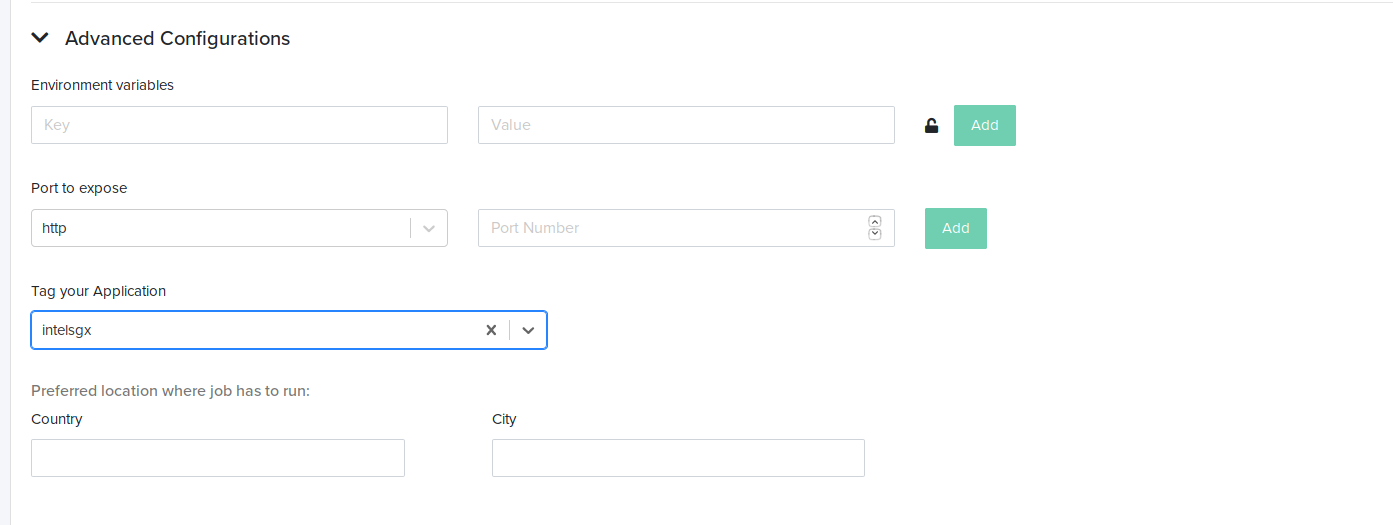 Advanced Configurations
Environment variables
Key Value Add
Port to expose
http Port Number Add
Tag your Application
intelsgx
Preferred location where job has to run:
Country City